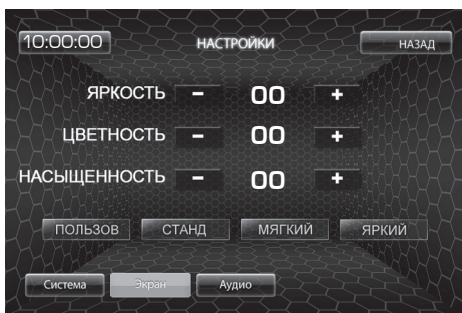 10:00:00 НАСТРОЙКИ НАЗАД
ЯРКОСТЬ - 00 +
ЦВЕТНОСТЬ - 00 +
НАСЫЩЕННОСТЬ - 00 +
ПОЛЬЗОВ СТАНД МЯГКИЙ ЯРКИЙ
Система Экран Аудио